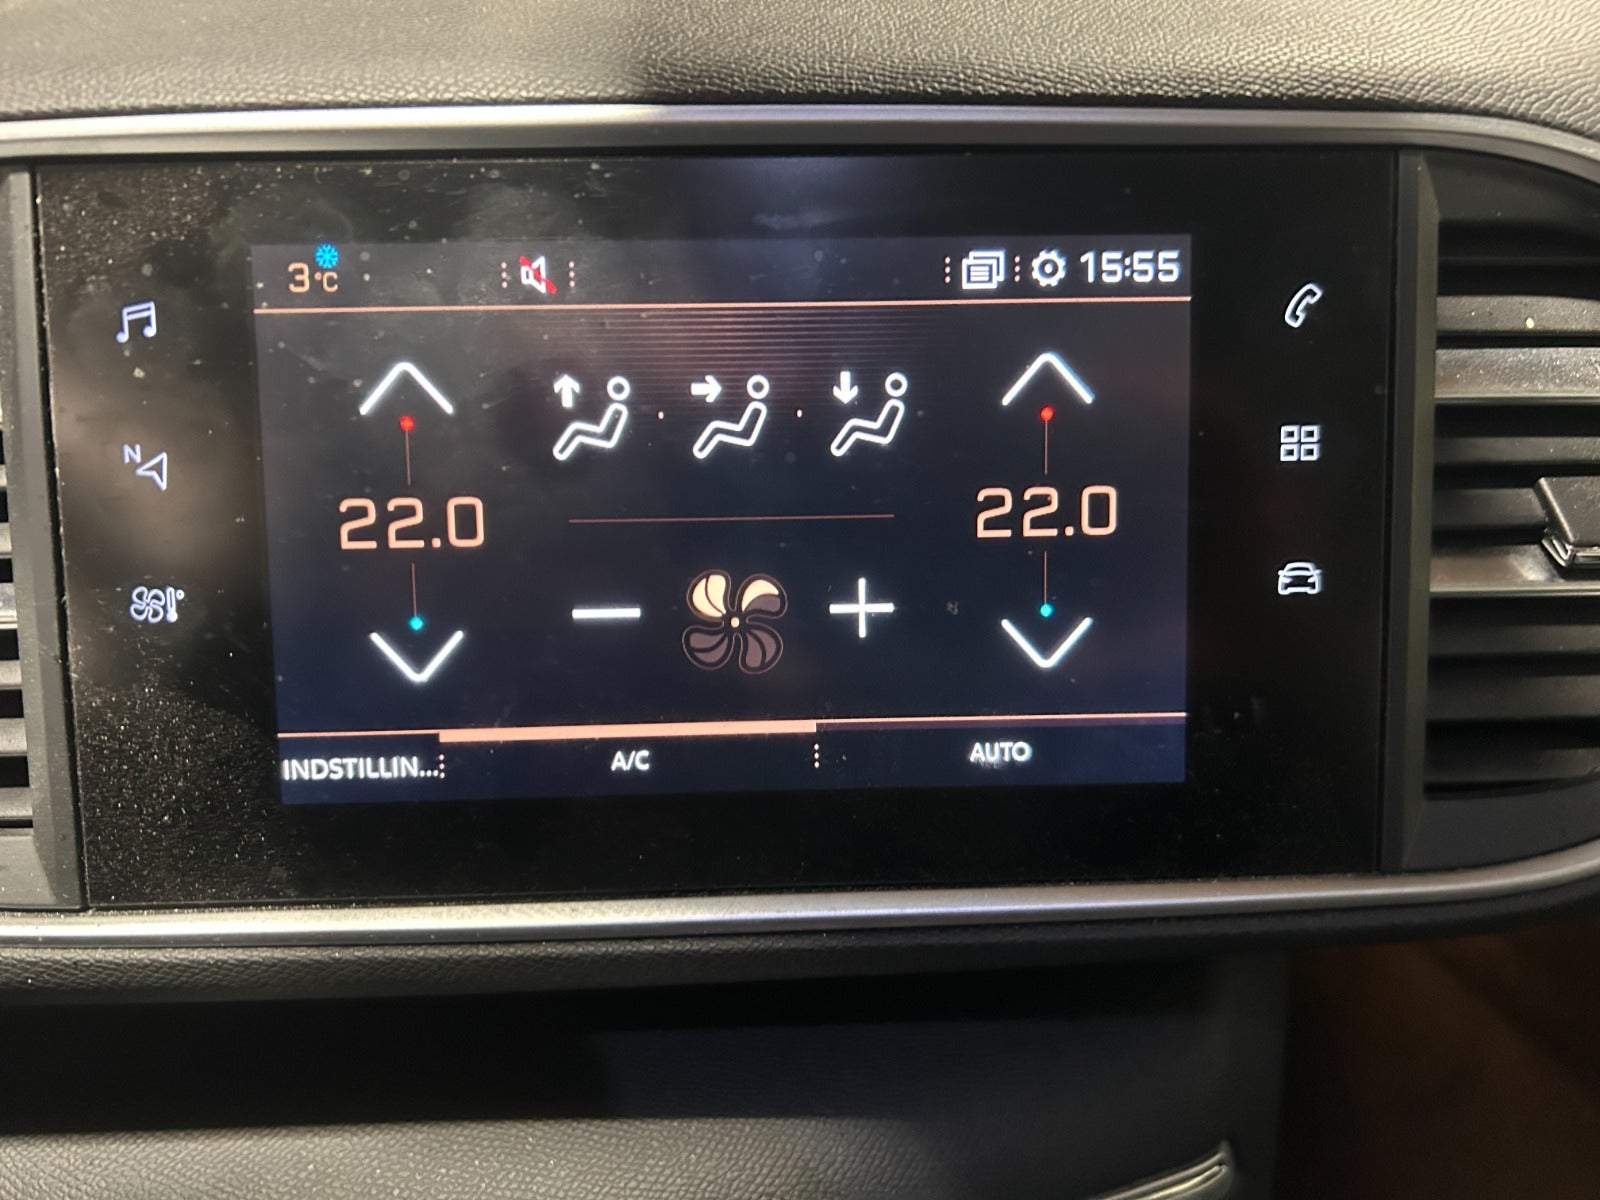 3°C
15:55
N
22.0
22.0
INDSTILLIN...
A/C
AUTO